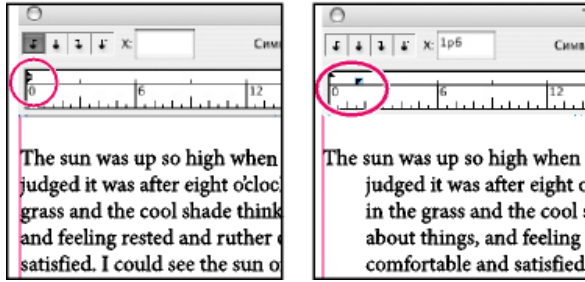 X:
Симв
0 6 12
The sun was up so high when
judged it was after eight o'cloc
grass and the cool shade think
and feeling rested and ruther
satisfied. I could see the sun o
X: 1p6
Симв
0 6 12
The sun was up so high when
judged it was after eight o
in the grass and the cool
about things, and feeling
comfortable and satisfied